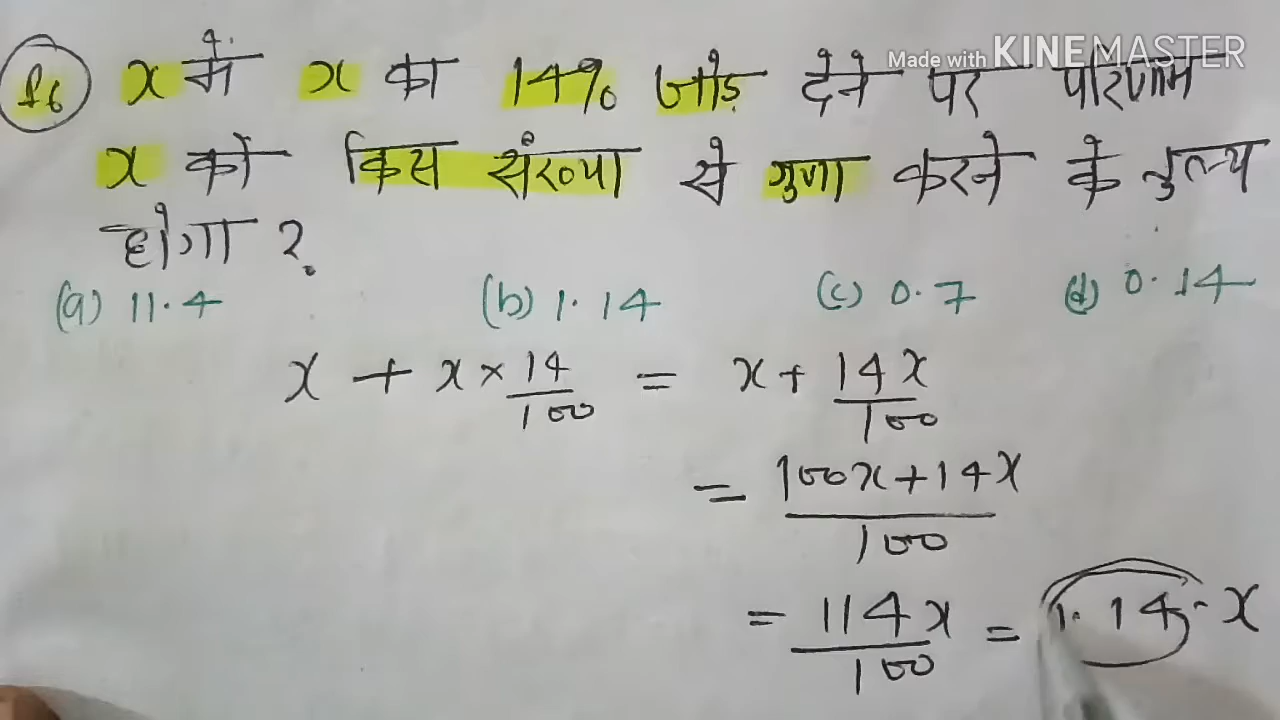 Made with KINEMASTER
16 x में x का 14% जोड़ देने पर परिणाम
x को किस संख्या से गुणा करने के तुल्य
होगा ?
(a) 11.4 (b) 1.14 (c) 0.7 (d) 0.14
x + x × 14/100 = x + 14x/100
= 100x + 14x/100
= 114x/100 = 1.14 · x